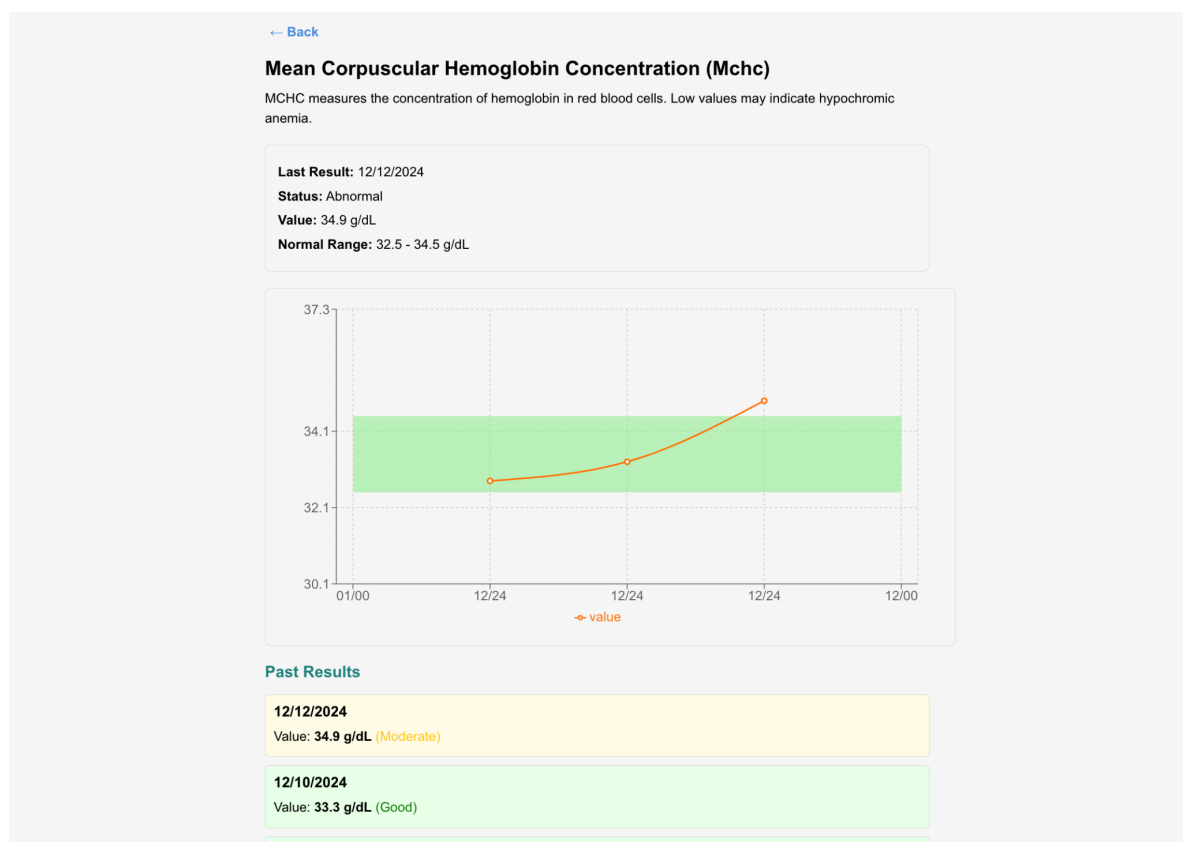 ← Back
Mean Corpuscular Hemoglobin Concentration (Mchc)
MCHC measures the concentration of hemoglobin in red blood cells. Low values may indicate hypochromic
anemia.
Last Result: 12/12/2024
Status: Abnormal
Value: 34.9 g/dL
Normal Range: 32.5 - 34.5 g/dL
37.3
34.1
32.1
30.1
01/00 12/24 12/24 12/24 12/00
value
Past Results
12/12/2024
Value: 34.9 g/dL (Moderate)
12/10/2024
Value: 33.3 g/dL (Good)